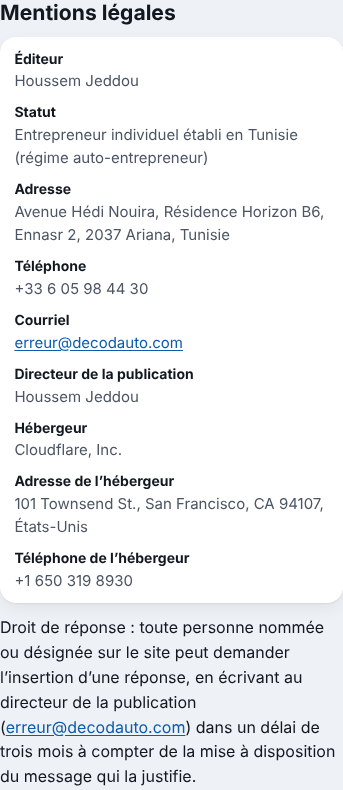 Mentions légales
Éditeur
Houssem Jeddou
Statut
Entrepreneur individuel établi en Tunisie
(régime auto-entrepreneur)
Adresse
Avenue Hédi Nouira, Résidence Horizon B6,
Ennasr 2, 2037 Ariana, Tunisie
Téléphone
+33 6 05 98 44 30
Courriel
erreur@decodauto.com
Directeur de la publication
Houssem Jeddou
Hébergeur
Cloudflare, Inc.
Adresse de l’hébergeur
101 Townsend St., San Francisco, CA 94107,
États-Unis
Téléphone de l’hébergeur
+1 650 319 8930
Droit de réponse : toute personne nommée
ou désignée sur le site peut demander
l’insertion d’une réponse, en écrivant au
directeur de la publication
(erreur@decodauto.com) dans un délai de
trois mois à compter de la mise à disposition
du message qui la justifie.